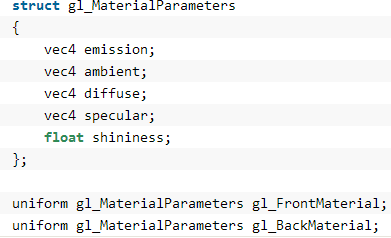 struct gl_MaterialParameters
{
    vec4 emission;
    vec4 ambient;
    vec4 diffuse;
    vec4 specular;
    float shininess;
};

uniform gl_MaterialParameters gl_FrontMaterial;
uniform gl_MaterialParameters gl_BackMaterial;